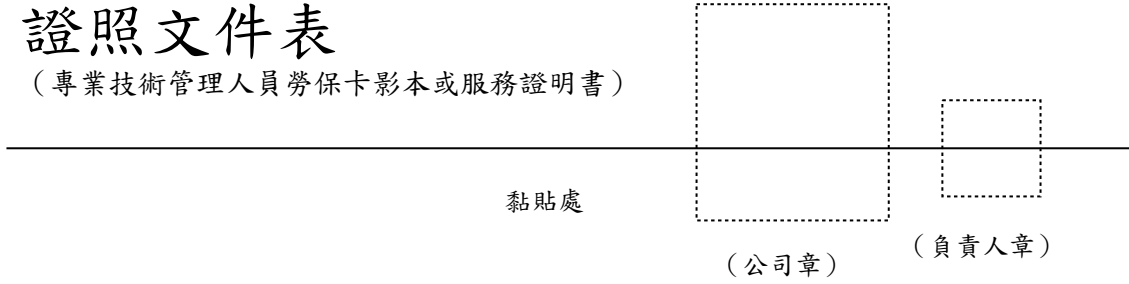 證照文件表
（專業技術管理人員勞保卡影本或服務證明書）
黏貼處
（公司章）
（負責人章）